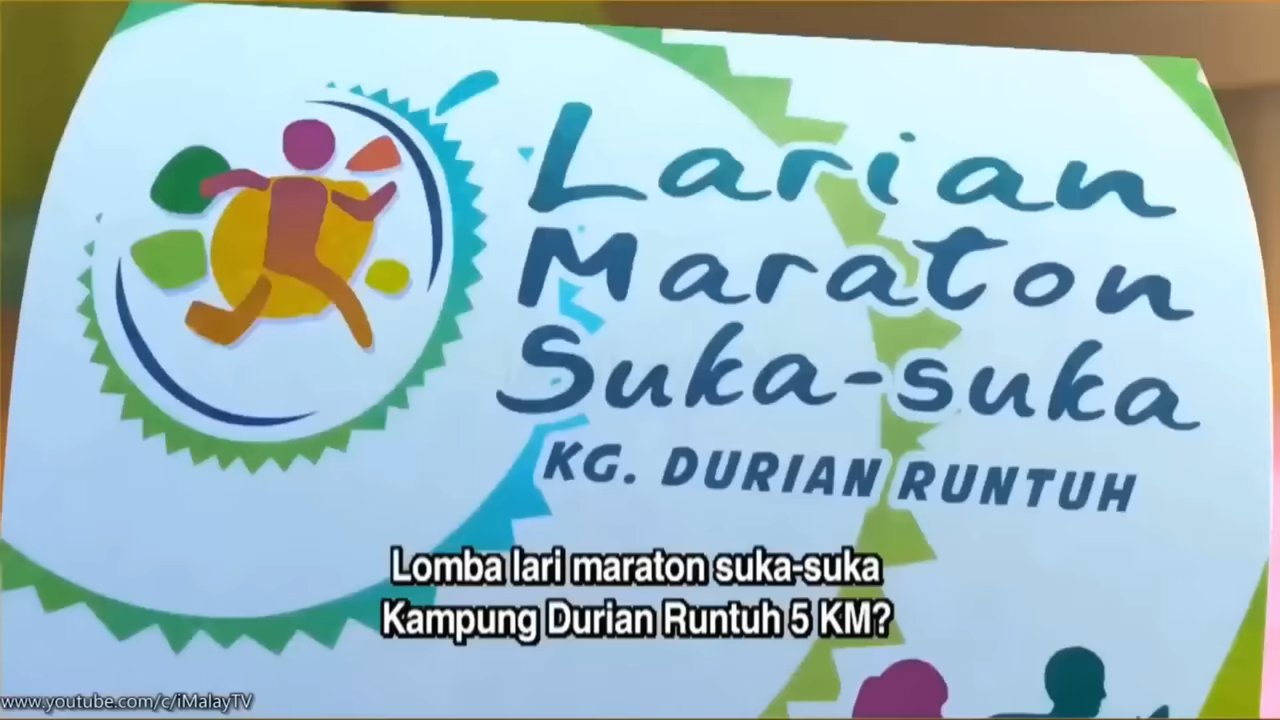 Larian
Maraton
Suka-suka
KG. DURIAN RUNTUH
Lomba lari maraton suka-suka
Kampung Durian Runtuh 5 KM?
www.youtube.com/c/iMalayTV